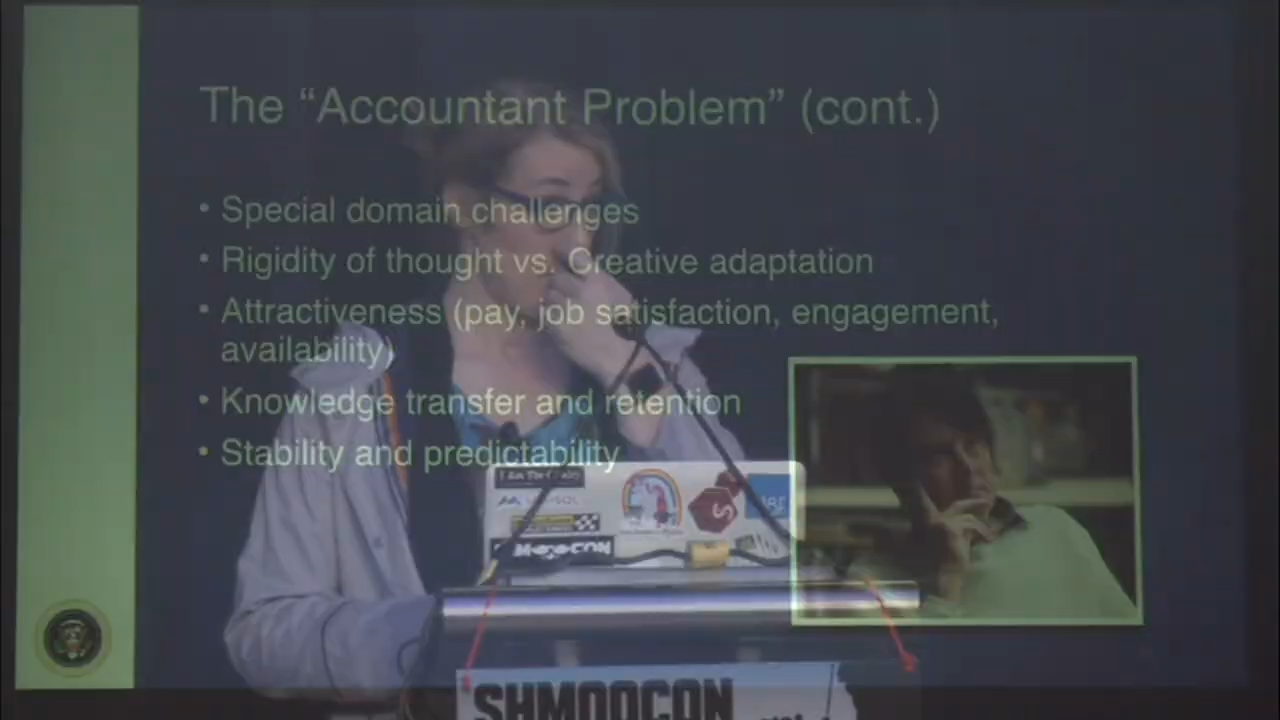 The “Accountant Problem” (cont.)
• Special domain challenges
• Rigidity of thought vs. Creative adaptation
• Attractiveness (pay, job satisfaction, engagement,
availability)
• Knowledge transfer and retention
• Stability and predictability
SHMOOCON
SHMOOCON